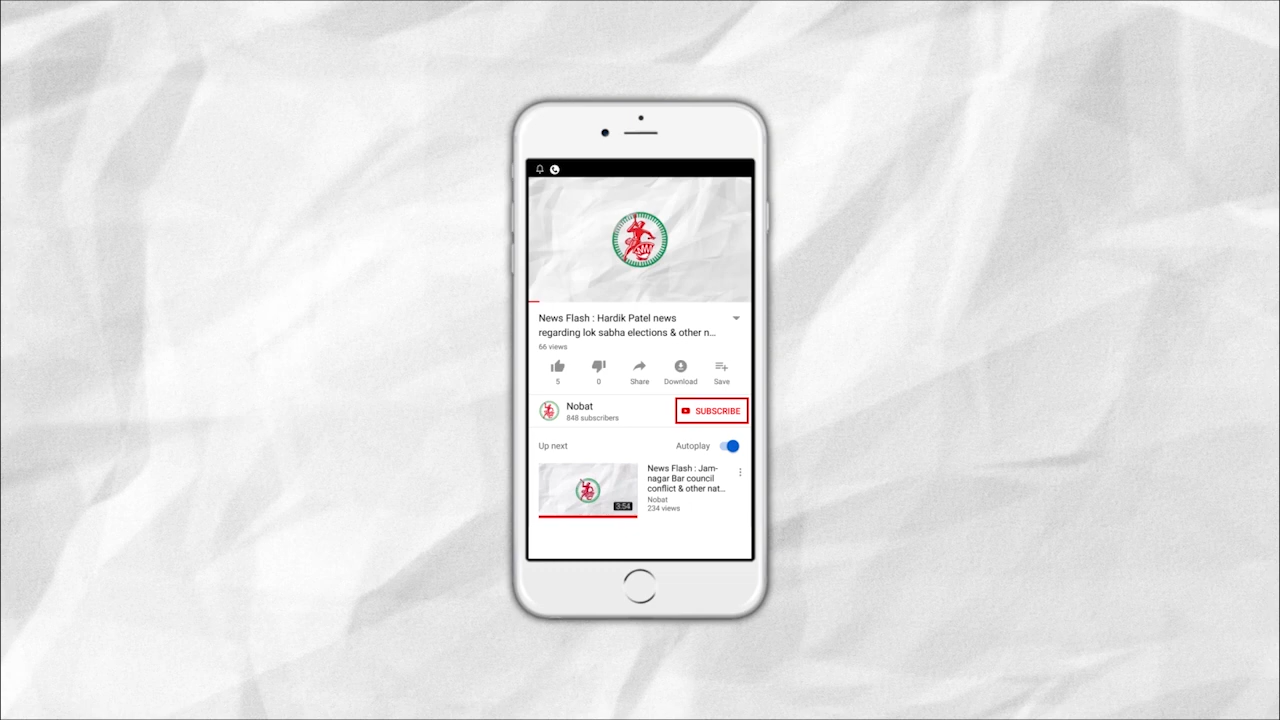 News Flash : Hardik Patel news
regarding lok sabha elections & other n...
66 views
5
0
Share
Download
Save
Nobat
848 subscribers
SUBSCRIBE
Up next
Autoplay
News Flash : Jam-
nagar Bar council
conflict & other nat...
Nobat
234 views
3:54